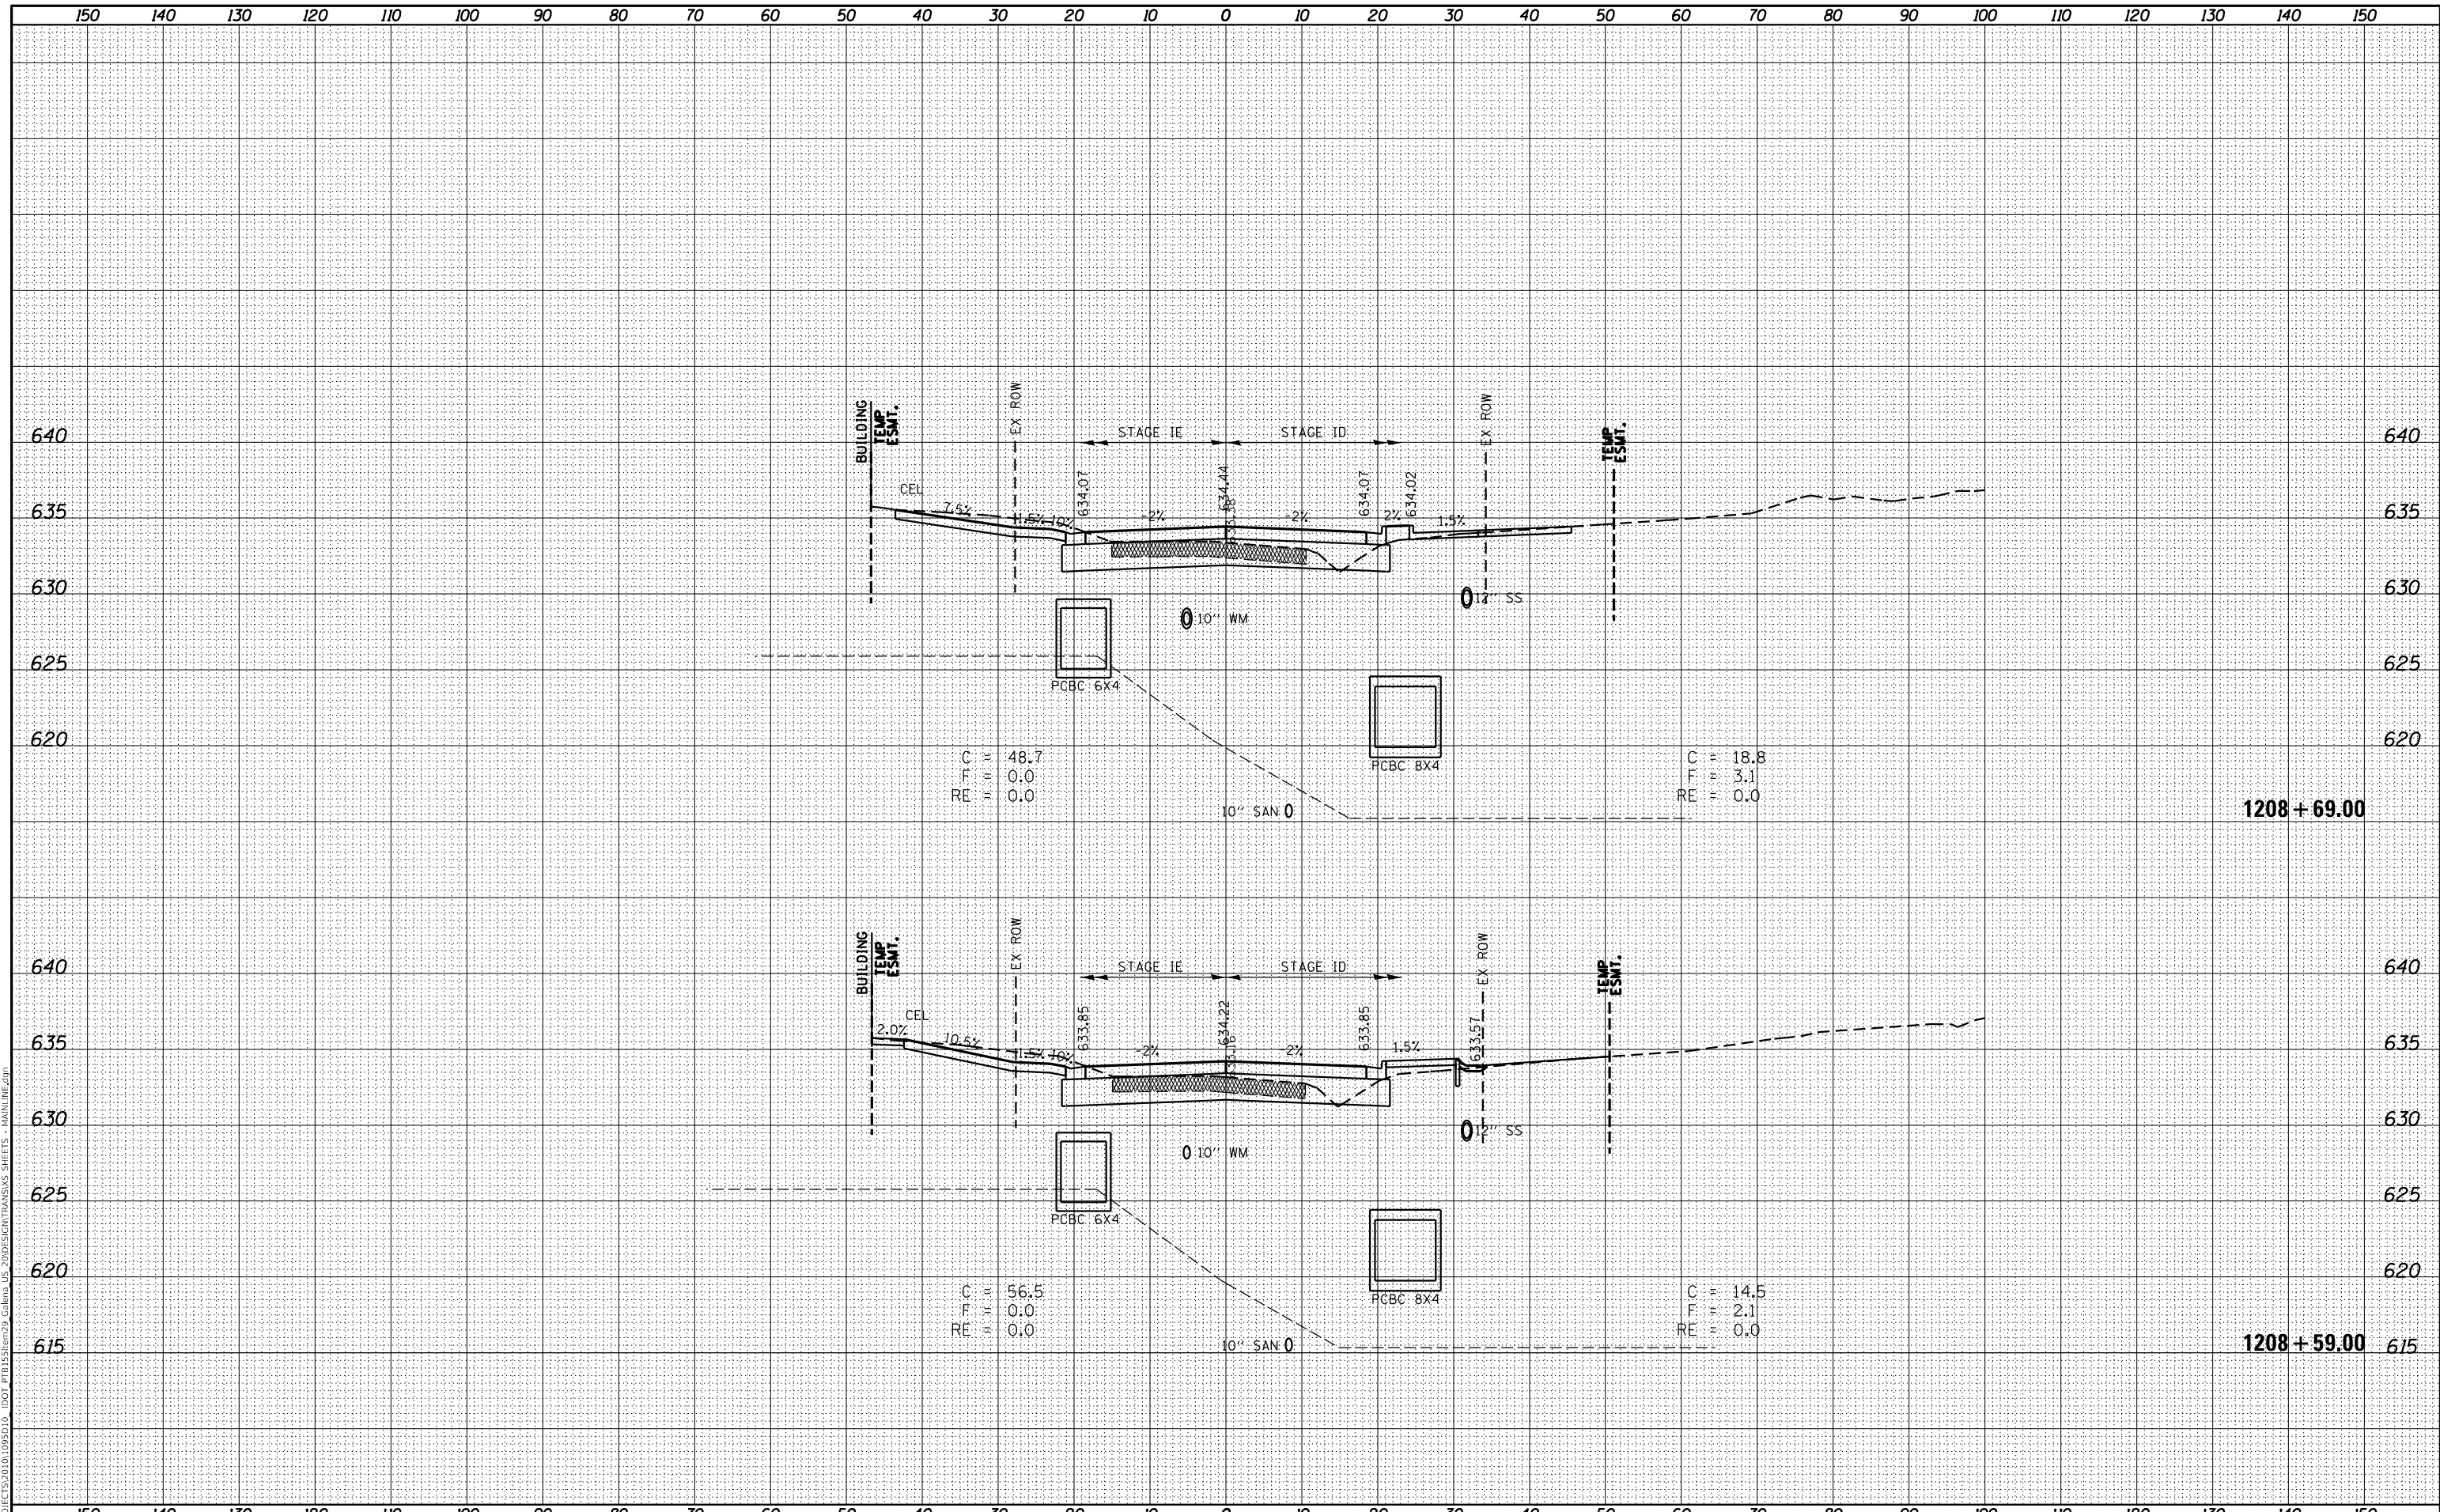 150 140 130 120 110 100 90 80 70 60 50 40 30 20 10 0 10 20 30 40 50 60 70 80 90 100 110 120 130 140 150
BUILDING
TEMP
ESMT.
EX ROW
STAGE IE
STAGE ID
EX ROW
TEMP
ESMT.
640
640
634.07
634.44
634.07
634.02
CEL
7.5%
1.5%
10%
-2%
-2%
2%
1.5%
635
635
630
630
10'' WM
12'' SS
625
625
PCBC 6X4
PCBC 8X4
620
620
C = 48.7
F = 0.0
RE = 0.0
C = 18.8
F = 3.1
RE = 0.0
10'' SAN
1208 + 69.00
BUILDING
TEMP
ESMT.
EX ROW
STAGE IE
STAGE ID
EX ROW
TEMP
ESMT.
640
640
633.85
634.22
633.16
633.85
633.57
2.0%
CEL
10.5%
1.5%
10%
-2%
-2%
1.5%
635
635
630
630
10'' WM
12'' SS
625
625
PCBC 6X4
PCBC 8X4
620
620
C = 56.5
F = 0.0
RE = 0.0
C = 14.5
F = 2.1
RE = 0.0
10'' SAN
615
1208 + 59.00
615